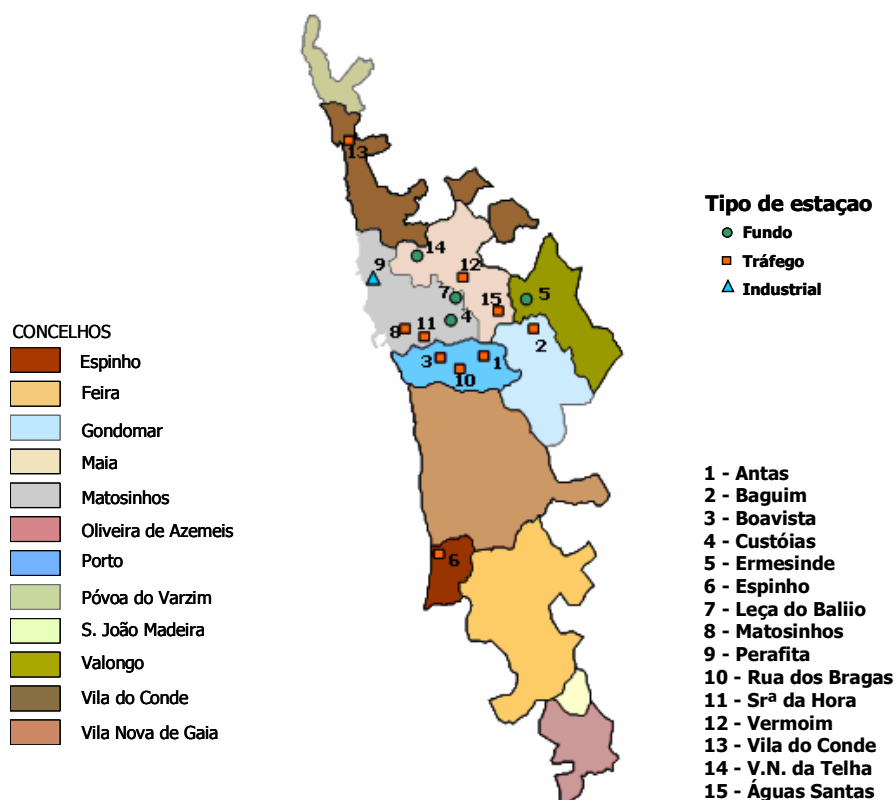 13
14
9
12
7
15
5
4
8
11
2
3
1
10
6
Tipo de estaçao
Fundo
Tráfego
Industrial
CONCELHOS
Espinho
Feira
Gondomar
Maia
Matosinhos
Oliveira de Azemeis
Porto
Póvoa do Varzim
S. João Madeira
Valongo
Vila do Conde
Vila Nova de Gaia
1 - Antas
2 - Baguim
3 - Boavista
4 - Custóias
5 - Ermesinde
6 - Espinho
7 - Leça do Baliio
8 - Matosinhos
9 - Perafita
10 - Rua dos Bragas
11 - Srª da Hora
12 - Vermoim
13 - Vila do Conde
14 - V.N. da Telha
15 - Águas Santas